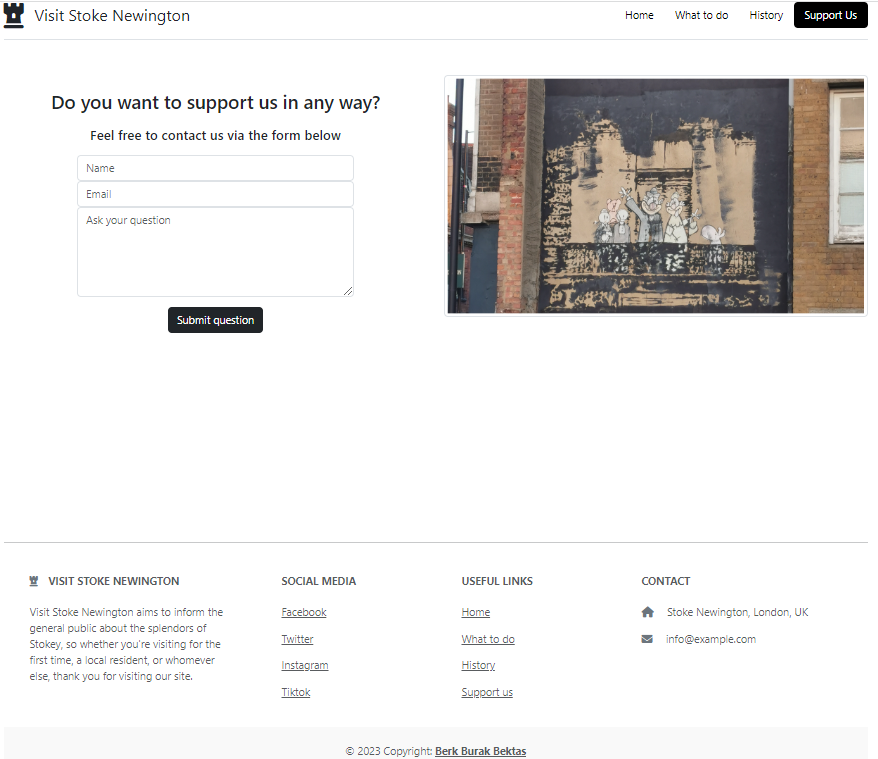 Visit Stoke Newington
Home
What to do
History
Support Us
Do you want to support us in any way?
Feel free to contact us via the form below
Name
Email
Ask your question
Submit question
VISIT STOKE NEWINGTON
Visit Stoke Newington aims to inform the
general public about the splendors of
Stokey, so whether you're visiting for the
first time, a local resident, or whomever
else, thank you for visiting our site.
SOCIAL MEDIA
Facebook
Twitter
Instagram
Tiktok
USEFUL LINKS
Home
What to do
History
Support us
CONTACT
Stoke Newington, London, UK
info@example.com
© 2023 Copyright: Berk Burak Bektas